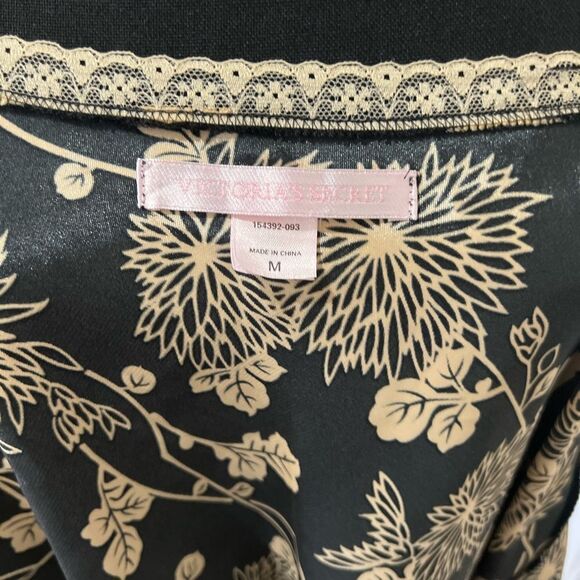 VICTORIA'S SECRET
154392-093
MADE IN CHINA
M